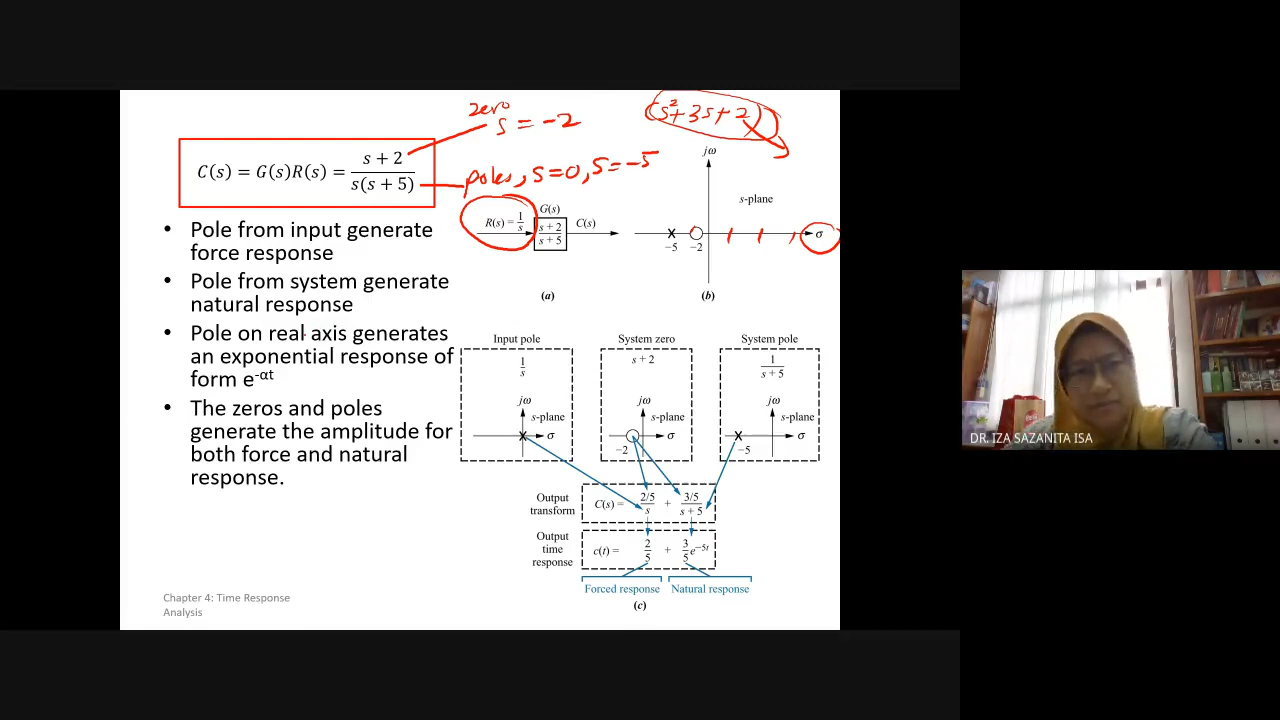 zero
s = -2
(s²+3s+2)
C(s) = G(s)R(s) = s + 2 / s(s + 5)
poles, s=0, s=-5
• Pole from input generate
force response
• Pole from system generate
natural response
• Pole on real axis generates
an exponential response of
form e-αt
• The zeros and poles
generate the amplitude for
both force and natural
response.
R(s) = 1/s
G(s)
s + 2 / s + 5
C(s)
(a)
jω
s-plane
σ
−5
−2
(b)
Input pole
1/s
jω
s-plane
σ
System zero
s + 2
jω
s-plane
σ
−2
System pole
1 / s + 5
jω
s-plane
σ
−5
Output
transform
C(s) = 2/5 / s + 3/5 / s + 5
Output
time
response
c(t) = 2/5 + 3/5 e−5t
Forced response
Natural response
(c)
Chapter 4: Time Response
Analysis
DR. IZA SAZANITA ISA